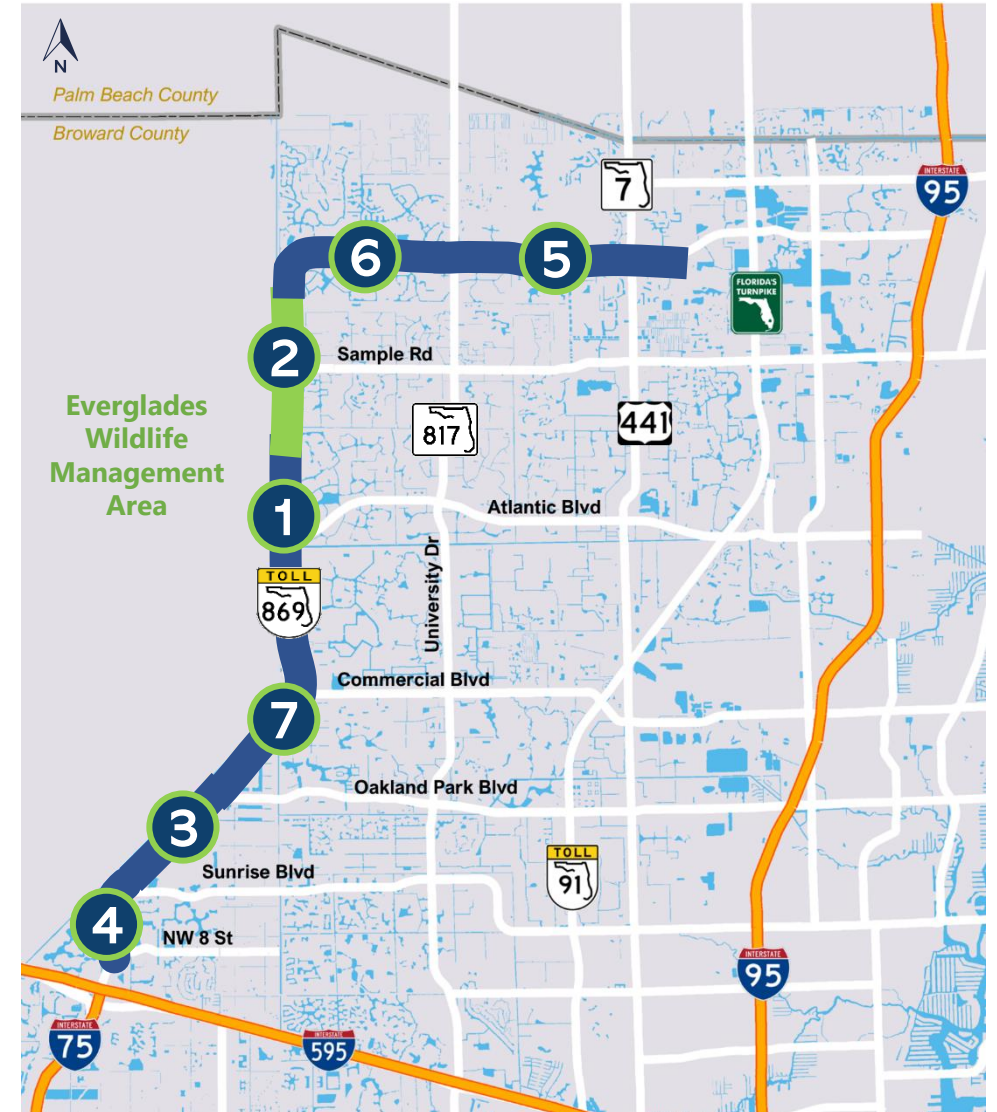 N
Palm Beach County
Broward County
7
INTERSTATE
95
6
5
FLORIDA'S
TURNPIKE
2
Sample Rd
Everglades
Wildlife
Management
Area
817
441
1
Atlantic Blvd
University Dr
TOLL
869
Commercial Blvd
7
Oakland Park Blvd
3
Sunrise Blvd
TOLL
91
4
NW 8 St
INTERSTATE
95
INTERSTATE
75
INTERSTATE
595